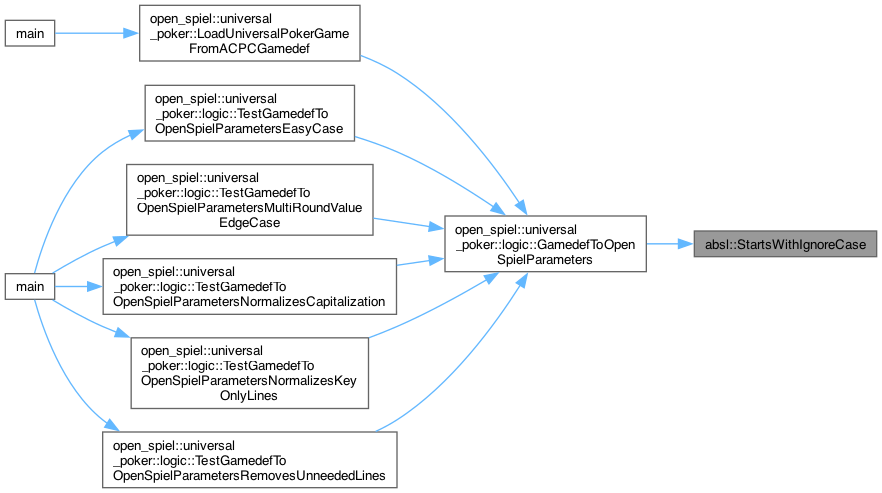 main
open_spiel::universal
_poker::LoadUniversalPokerGame
FromACPCGamedef
open_spiel::universal
_poker::logic::TestGamedefTo
OpenSpielParametersEasyCase
open_spiel::universal
_poker::logic::TestGamedefTo
OpenSpielParametersMultiRoundValue
EdgeCase
main
open_spiel::universal
_poker::logic::TestGamedefTo
OpenSpielParametersNormalizesCapitalization
open_spiel::universal
_poker::logic::TestGamedefTo
OpenSpielParametersNormalizesKey
OnlyLines
open_spiel::universal
_poker::logic::TestGamedefTo
OpenSpielParametersRemovesUnneededLines
open_spiel::universal
_poker::logic::GamedefToOpen
SpielParameters
absl::StartsWithIgnoreCase